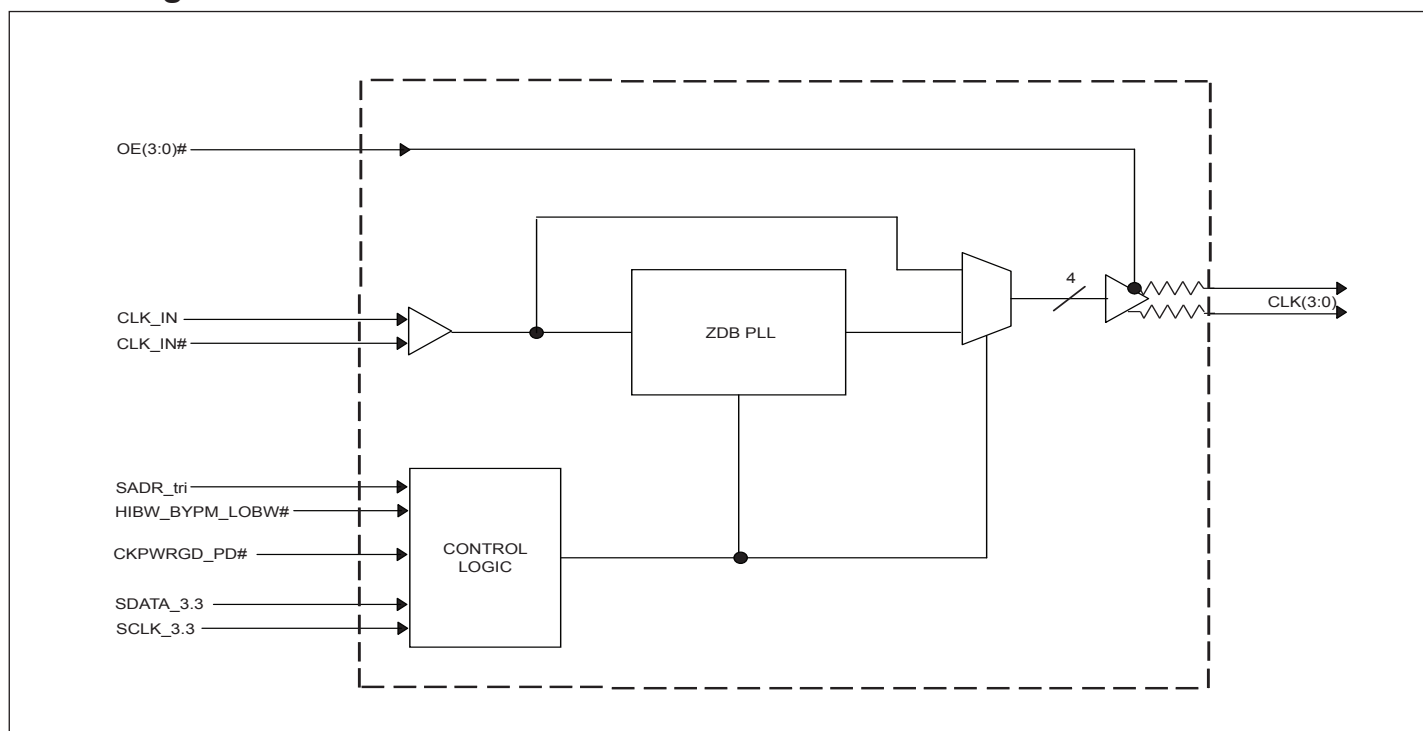 OE(3:0)#
4
CLK_IN
CLK_IN#
ZDB PLL
CLK(3:0)
SADR_tri
HIBW_BYPM_LOBW#
CKPWRGD_PD#
CONTROL
LOGIC
SDATA_3.3
SCLK_3.3